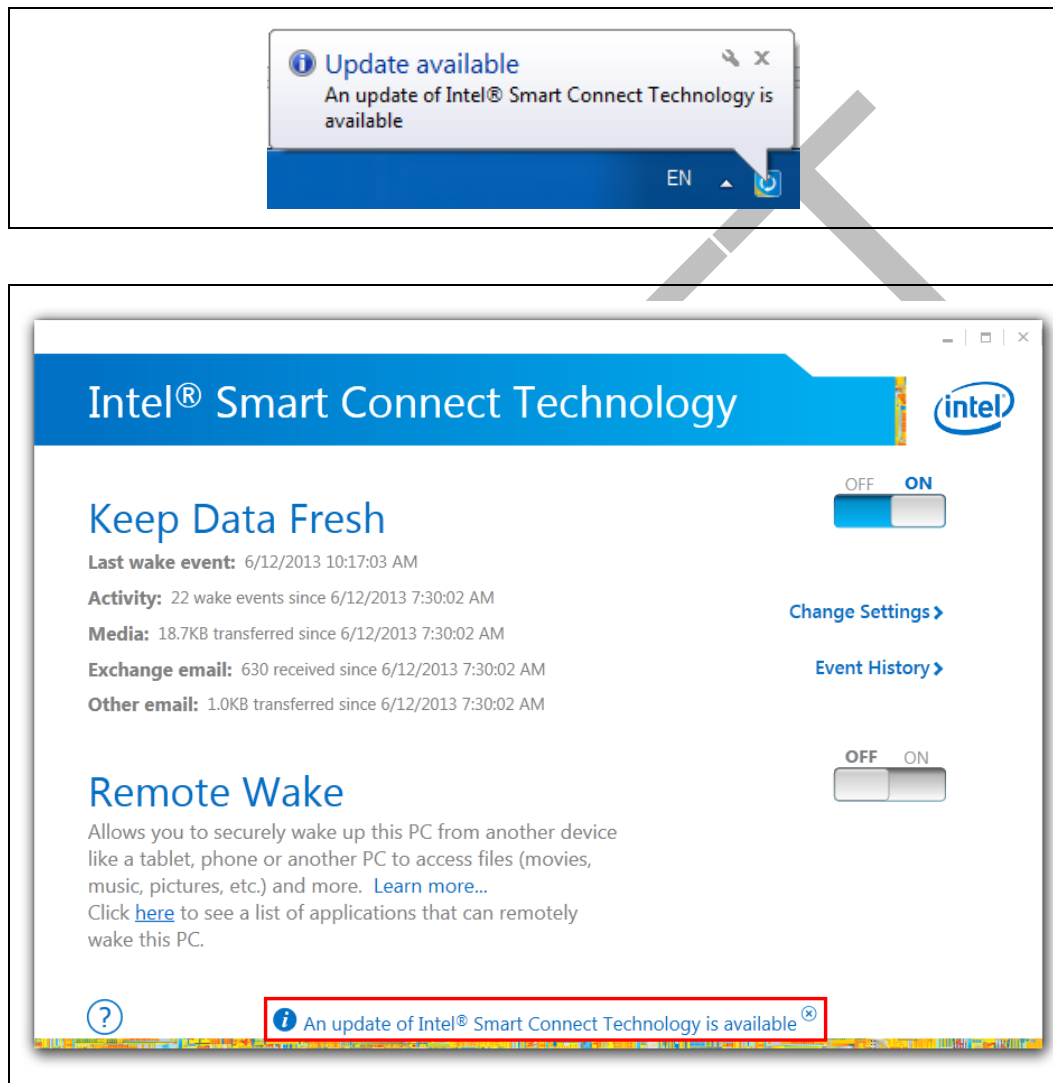 Update available
An update of Intel® Smart Connect Technology is
available
EN
Intel® Smart Connect Technology
intel
OFF ON
Keep Data Fresh
Last wake event: 6/12/2013 10:17:03 AM
Activity: 22 wake events since 6/12/2013 7:30:02 AM
Change Settings
Media: 18.7KB transferred since 6/12/2013 7:30:02 AM
Exchange email: 630 received since 6/12/2013 7:30:02 AM
Event History
Other email: 1.0KB transferred since 6/12/2013 7:30:02 AM
OFF ON
Remote Wake
Allows you to securely wake up this PC from another device
like a tablet, phone or another PC to access files (movies,
music, pictures, etc.) and more. Learn more...
Click here to see a list of applications that can remotely
wake this PC.
? 
An update of Intel® Smart Connect Technology is available